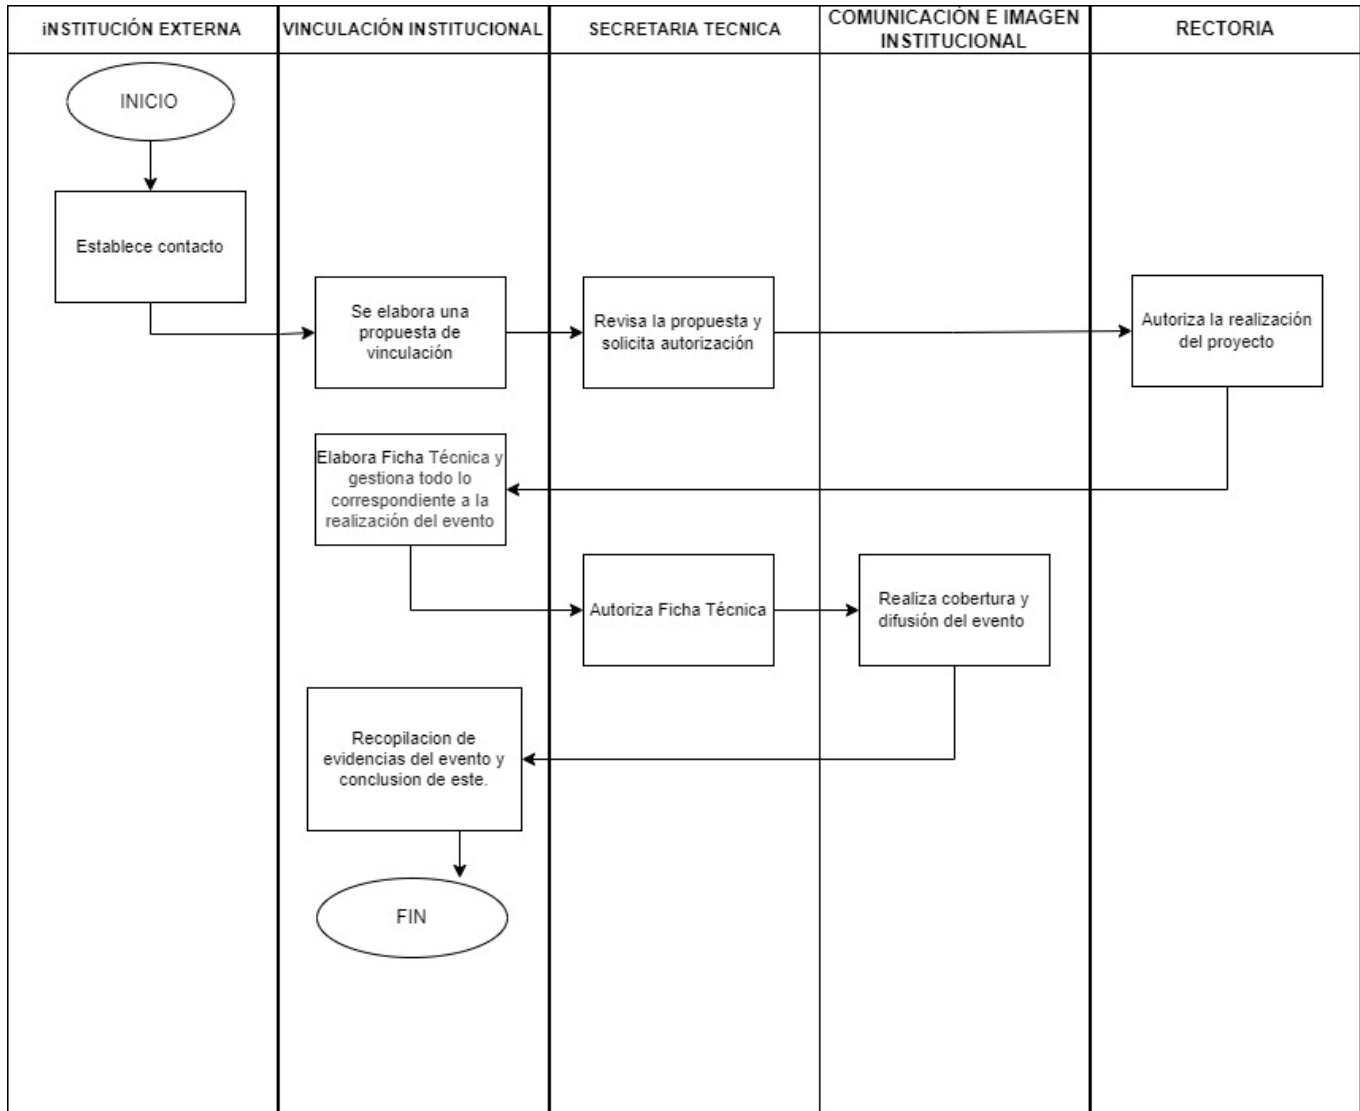 iNSTITUCIÓN EXTERNA
VINCULACIÓN INSTITUCIONAL
SECRETARIA TECNICA
COMUNICACIÓN E IMAGEN
INSTITUCIONAL
RECTORIA
INICIO
Establece contacto
Se elabora una
propuesta de
vinculación
Revisa la propuesta y
solicita autorización
Autoriza la realización
del proyecto
Elabora Ficha Técnica y
gestiona todo lo
correspondiente a la
realización del evento
Autoriza Ficha Técnica
Realiza cobertura y
difusión del evento
Recopilacion de
evidencias del evento y
conclusion de este.
FIN